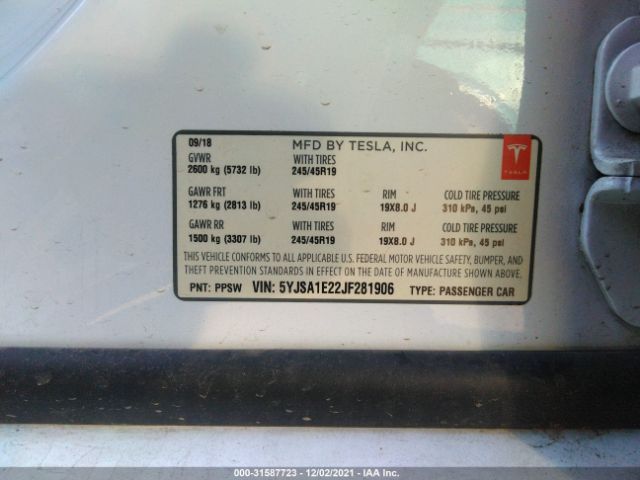 09/18 MFD BY TESLA, INC.
GVWR WITH TIRES
2600 kg (5732 lb) 245/45R19
TESLA
GAWR FRT WITH TIRES RIM COLD TIRE PRESSURE
1276 kg (2813 lb) 245/45R19 19X8.0 J 310 kPa, 45 psi
GAWR RR WITH TIRES RIM COLD TIRE PRESSURE
1500 kg (3307 lb) 245/45R19 19X8.0 J 310 kPa, 45 psi
THIS VEHICLE CONFORMS TO ALL APPLICABLE U.S. FEDERAL MOTOR VEHICLE SAFETY, BUMPER, AND
THEFT PREVENTION STANDARDS IN EFFECT ON THE DATE OF MANUFACTURE SHOWN ABOVE.
PNT: PPSW VIN: 5YJSA1E22JF281906 TYPE: PASSENGER CAR
000-31587723 - 12/02/2021 - IAA Inc.